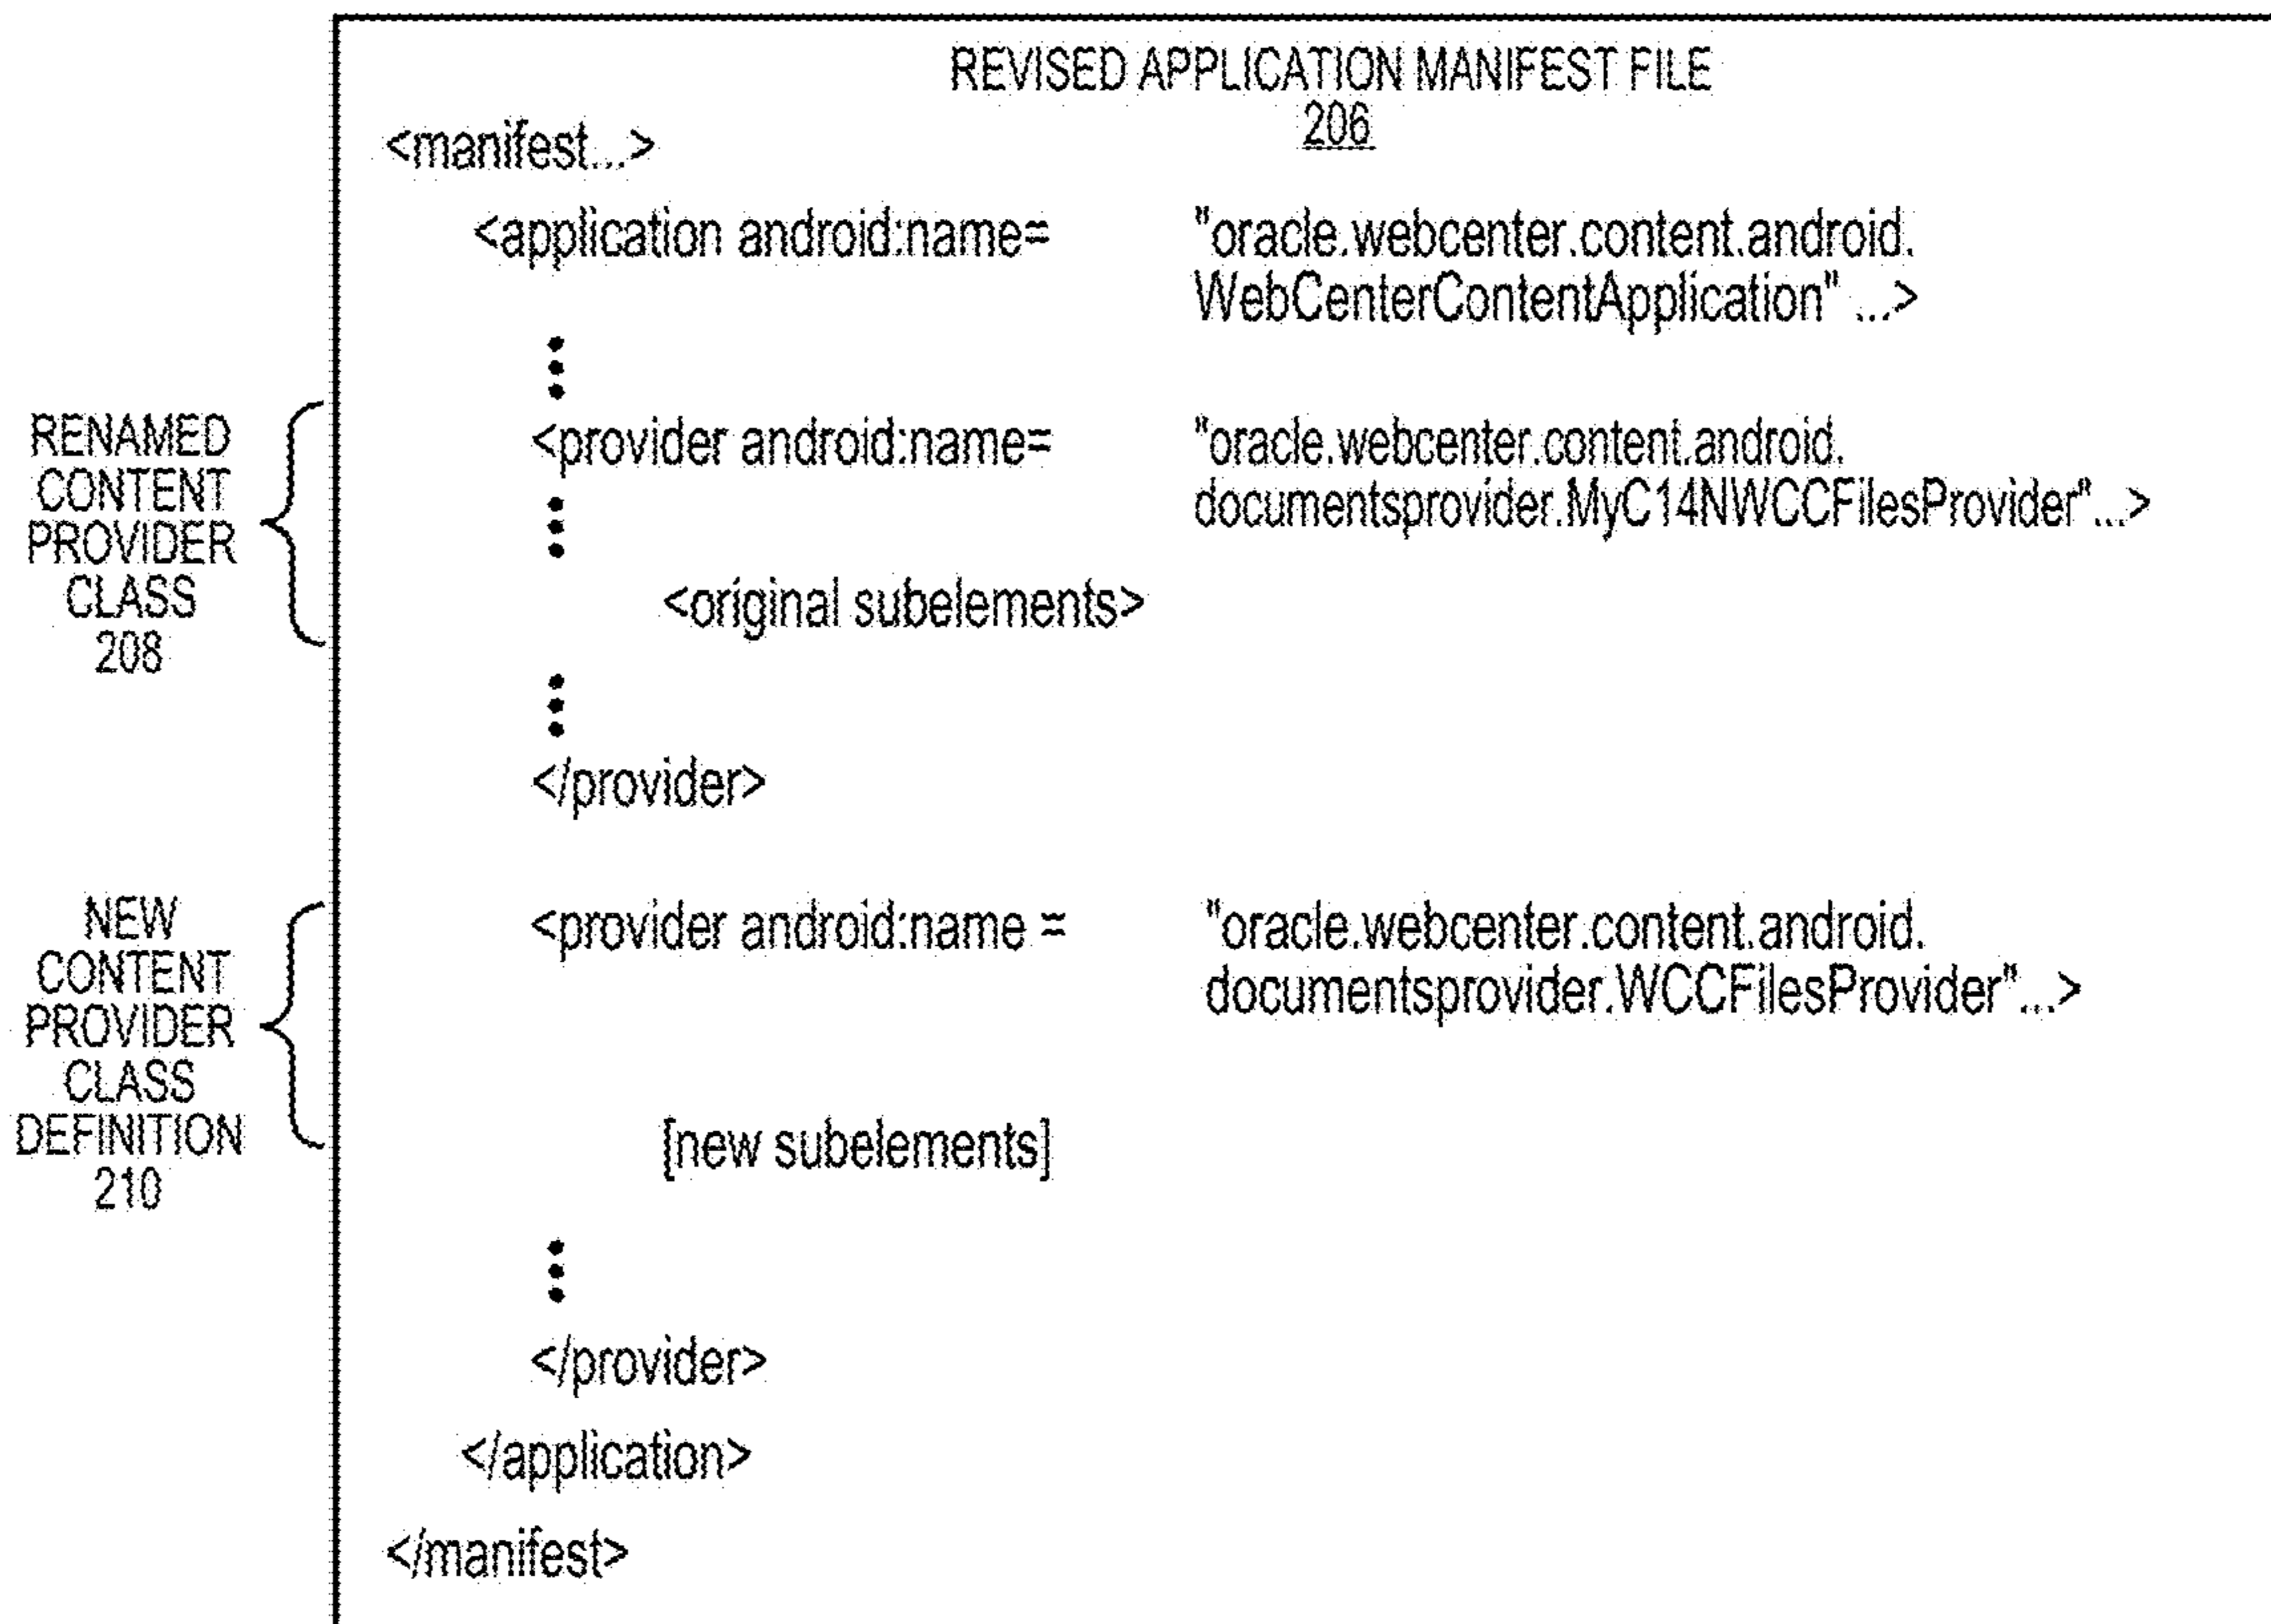 REVISED APPLICATION MANIFEST FILE
206
<manifest...>
<application android:name= "oracle.webcenter.content.android.
WebCenterContentApplication" ...>
RENAMED
CONTENT
PROVIDER
CLASS
208
<provider android:name= "oracle.webcenter.content.android.
documentsprovider.MyC14NWCCFilesProvider"...>
<original subelements>
</provider>
NEW
CONTENT
PROVIDER
CLASS
DEFINITION
210
<provider android:name = "oracle.webcenter.content.android.
documentsprovider.WCCFilesProvider"...>
[new subelements]
</provider>
</application>
</manifest>